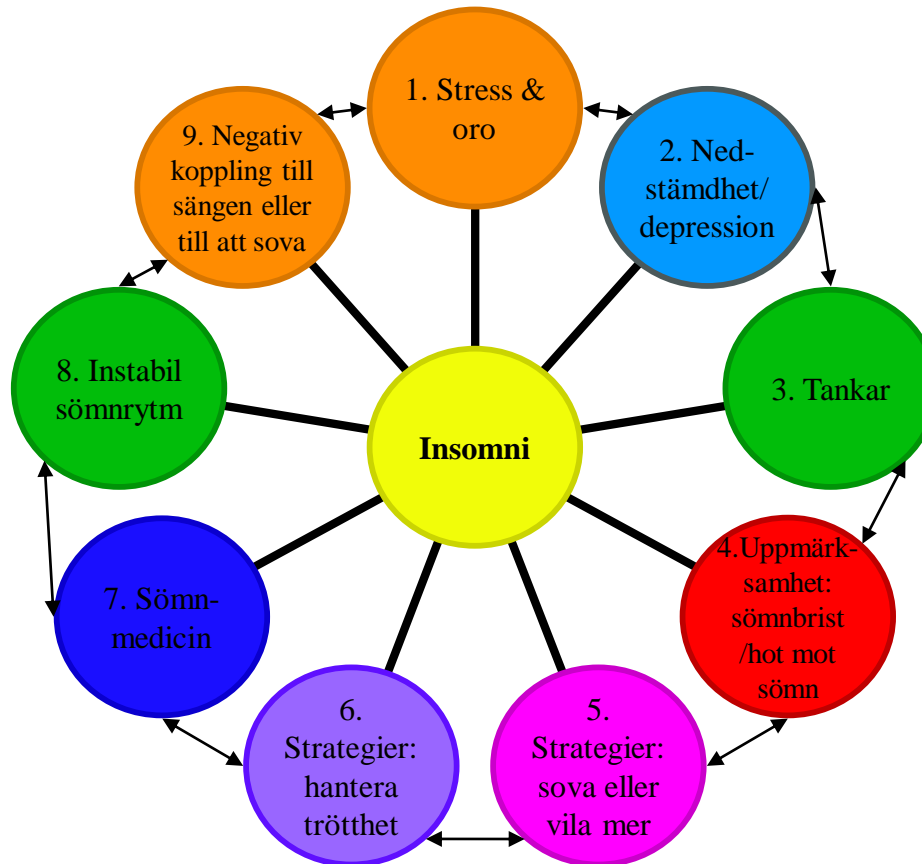 1. Stress &
oro
2. Ned-
stämdhet/
depression
3. Tankar
4.Uppmärk-
samhet:
sömnbrist
/hot mot
sömn
5.
Strategier:
sova eller
vila mer
6.
Strategier:
hantera
trötthet
7. Sömn-
medicin
8. Instabil
sömnrytm
9. Negativ
koppling till
sängen eller
till att sova
Insomni